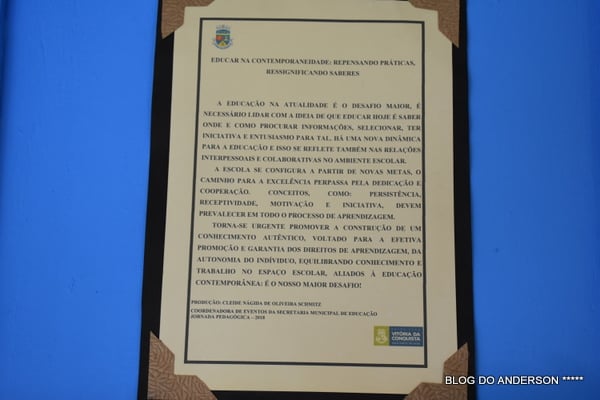 EDUCAR NA CONTEMPORANEIDADE: REPENSANDO PRÁTICAS,
RESSIGNIFICANDO SABERES
A EDUCAÇÃO NA ATUALIDADE É O DESAFIO MAIOR, É
NECESSÁRIO LIDAR COM A IDEIA DE QUE EDUCAR HOJE É SABER
ONDE E COMO PROCURAR INFORMAÇÕES, SELECIONAR, TER
INICIATIVA E ENTUSIASMO PARA TAL. HÁ UMA NOVA DINÂMICA
PARA A EDUCAÇÃO E ISSO SE REFLETE TAMBÉM NAS RELAÇÕES
INTERPESSOAIS E COLABORATIVAS NO AMBIENTE ESCOLAR.
A ESCOLA SE CONFIGURA A PARTIR DE NOVAS METAS, O
CAMINHO PARA A EXCELÊNCIA PERPASSA PELA DEDICAÇÃO E
COOPERAÇÃO. CONCEITOS, COMO: PERSISTÊNCIA,
RECEPTIVIDADE, MOTIVAÇÃO E INICIATIVA, DEVEM
PREVALECER EM TODO O PROCESSO DE APRENDIZAGEM.
TORNA-SE URGENTE PROMOVER A CONSTRUÇÃO DE UM
CONHECIMENTO AUTÊNTICO, VOLTADO PARA A EFETIVA
PROMOÇÃO E GARANTIA DOS DIREITOS DE APRENDIZAGEM, DA
AUTONOMIA DO INDIVÍDUO, EQUILIBRANDO CONHECIMENTO E
TRABALHO NO ESPAÇO ESCOLAR, ALIADOS À EDUCAÇÃO
CONTEMPORÂNEA: É O NOSSO MAIOR DESAFIO!
PRODUÇÃO: CLEIDE NÁGIDA DE OLIVEIRA SCHMITZ
COORDENADORA DE EVENTOS DA SECRETARIA MUNICIPAL DE EDUCAÇÃO
JORNADA PEDAGÓGICA – 2018
VITÓRIA DA
CONQUISTA
BLOG DO ANDERSON *****